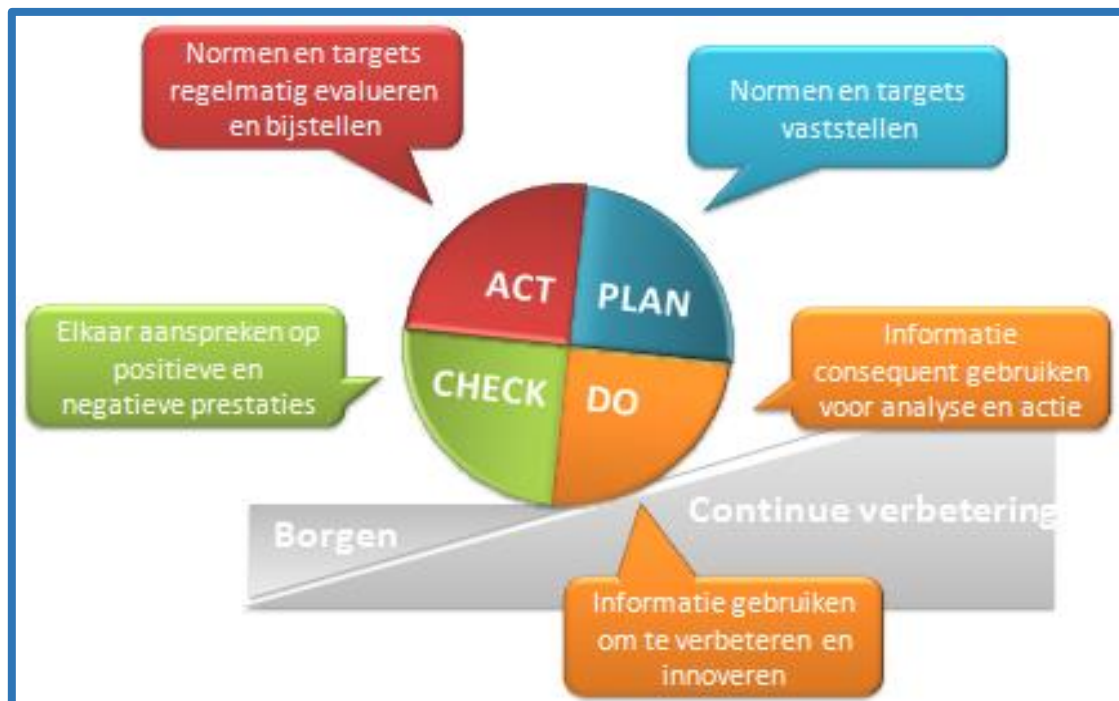 Normen en targets
regelmatig evalueren
en bijstellen
Normen en targets
vaststellen
ACT
PLAN
Elkaar aanspreken op
positieve en
negatieve prestaties
CHECK
DO
Informatie
consequent gebruiken
voor analyse en actie
Borgen
Continue verbetering
Informatie gebruiken
om te verbeteren en
innoveren